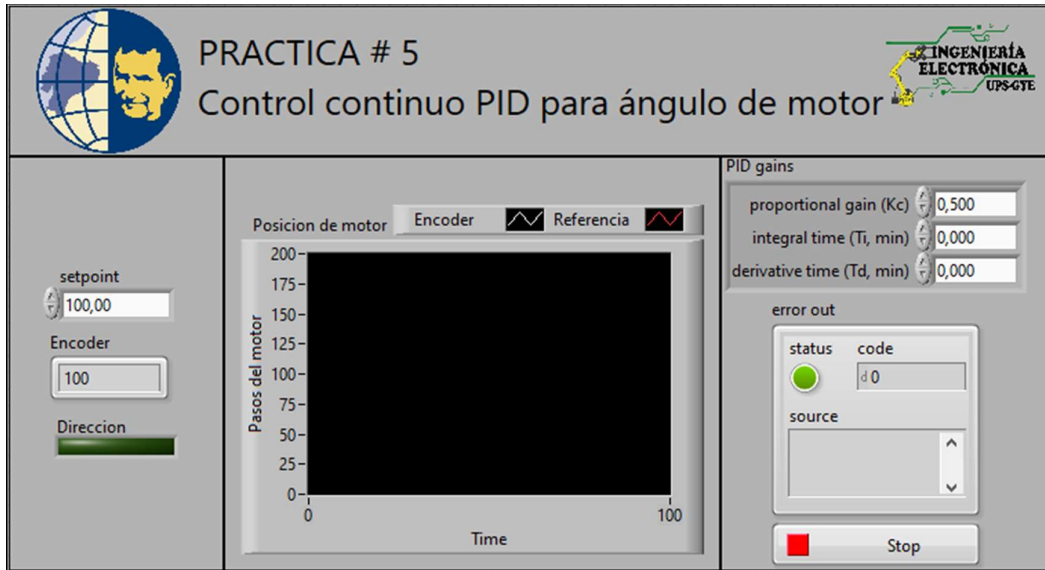 PRACTICA # 5
Control continuo PID para ángulo de motor
INGENIERÍA
ELECTRÓNICA
UPS-GYE
setpoint
100,00
Encoder
100
Direccion
Posicion de motor
Encoder
Referencia
Pasos del motor
200
175
150
125
100
75
50
25
0
0
100
Time
PID gains
proportional gain (Kc) 0,500
integral time (Ti, min) 0,000
derivative time (Td, min) 0,000
error out
status code
d 0
source
Stop